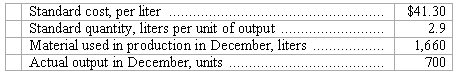 Standard cost, per liter ............................................................ $41.30
Standard quantity, liters per unit of output ........................ 2.9
Material used in production in December, liters ................ 1,660
Actual output in December, units ...................................... 700